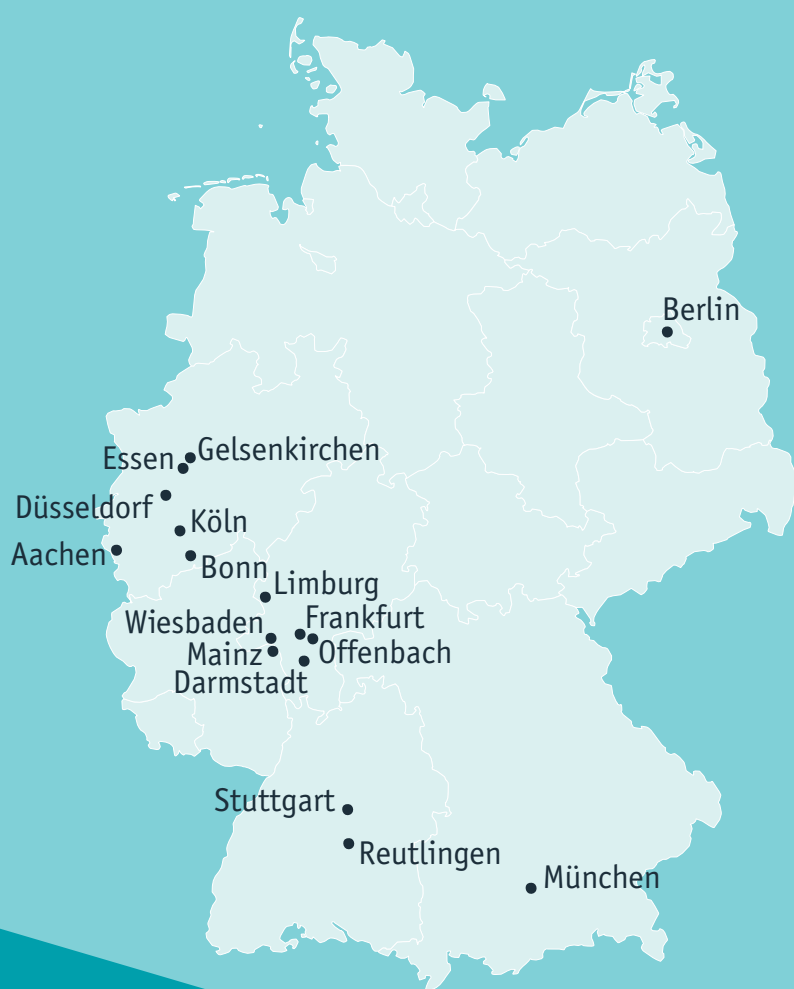 Berlin
Gelsenkirchen
Essen
Düsseldorf
Köln
Aachen
Bonn
Limburg
Wiesbaden
Frankfurt
Mainz
Offenbach
Darmstadt
Stuttgart
Reutlingen
München